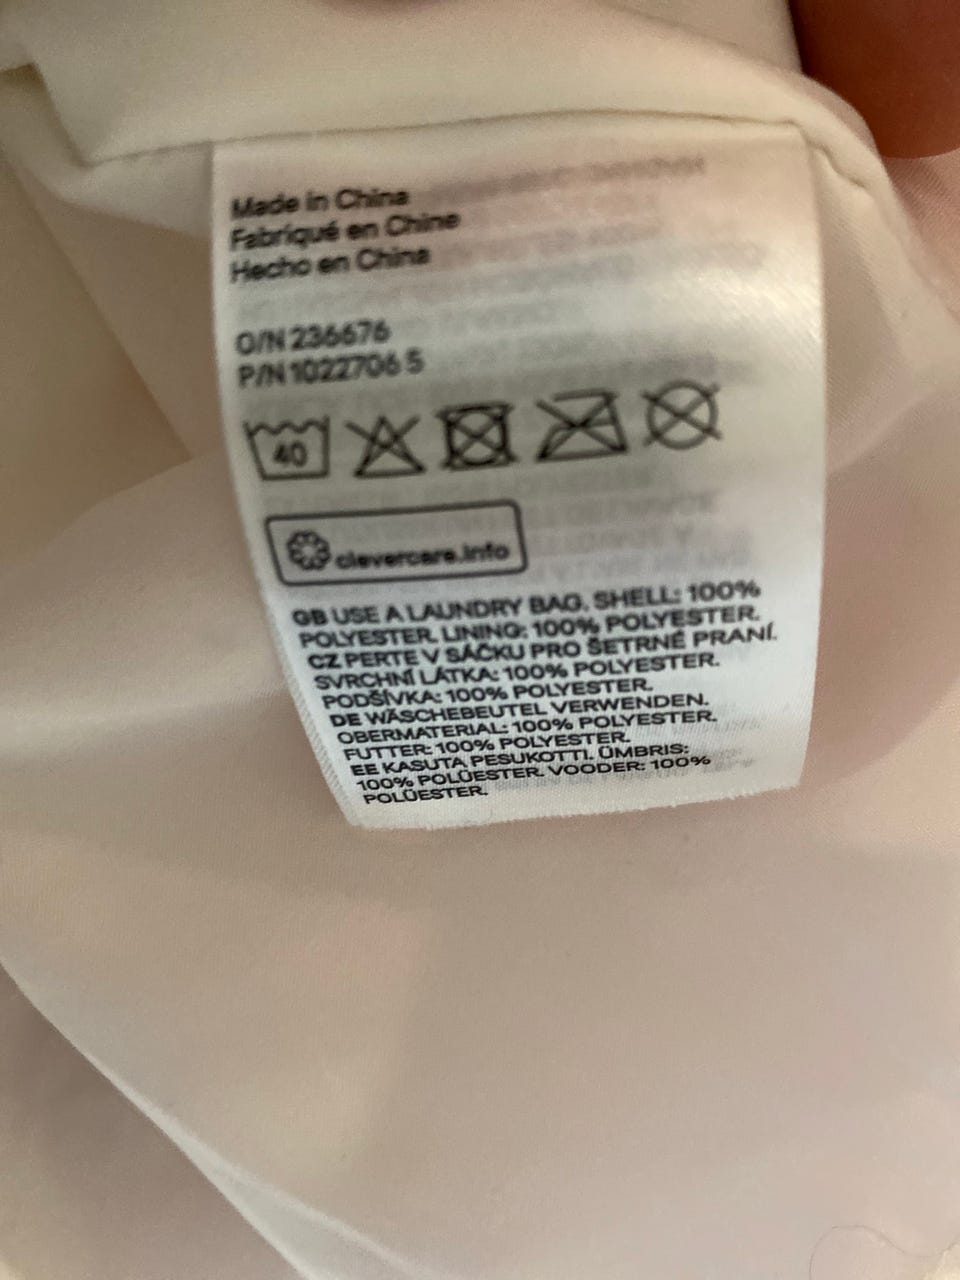 Made in China
Fabriqué en Chine
Hecho en China
O/N 236676
P/N 1022706 5
40
clevercare.info
GB USE A LAUNDRY BAG. SHELL: 100%
POLYESTER. LINING: 100% POLYESTER.
CZ PERTE V SÁČKU PRO ŠETRNÉ PRANÍ.
SVRCHNÍ LÁTKA: 100% POLYESTER.
PODŠÍVKA: 100% POLYESTER.
DE WÄSCHEBEUTEL VERWENDEN.
OBERMATERIAL: 100% POLYESTER.
FUTTER: 100% POLYESTER.
EE KASUTA PESUKOTTI. ÜMBRIS:
100% POLÜESTER. VOODER: 100%
POLÜESTER.